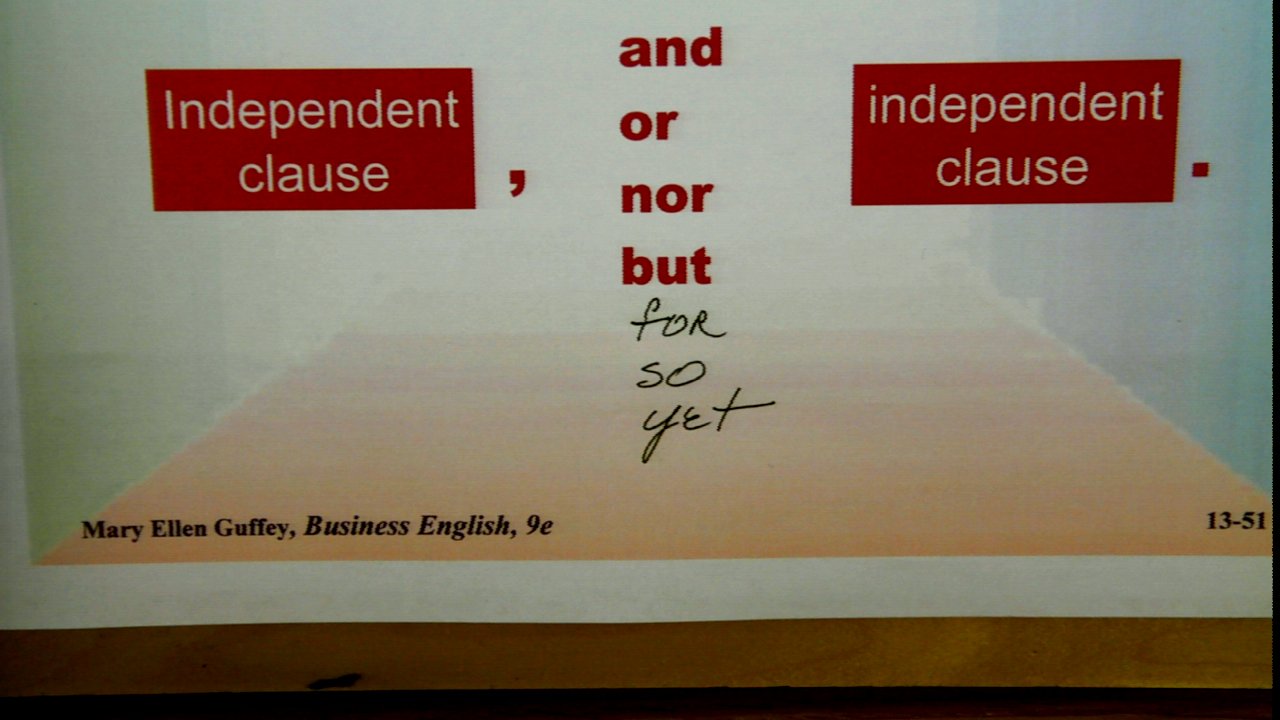 and
Independent
clause
,
or
nor
but
independent
clause
.
for
so
yet
Mary Ellen Guffey, Business English, 9e
13-51